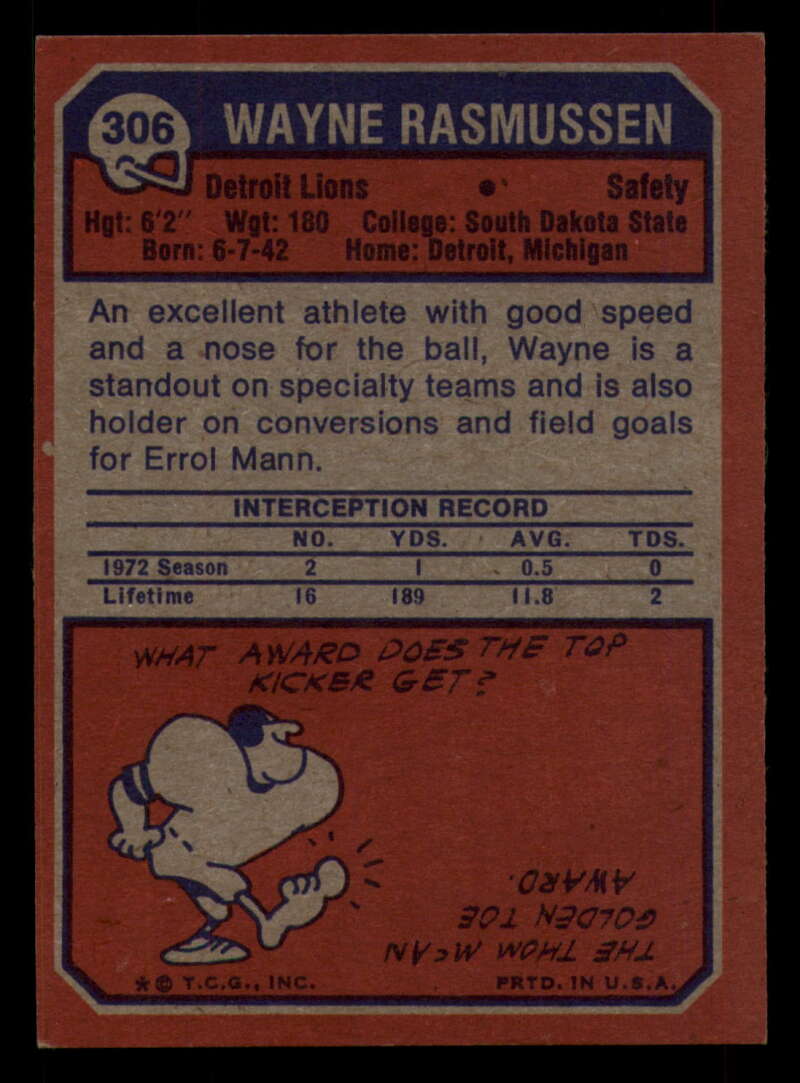 306 WAYNE RASMUSSEN
Detroit Lions • Safety
Hgt: 6'2" Wgt: 180 College: South Dakota State
Born: 6-7-42 Home: Detroit, Michigan
An excellent athlete with good speed
and a nose for the ball, Wayne is a
standout on specialty teams and is also
holder on conversions and field goals
for Errol Mann.
INTERCEPTION RECORD
NO. YDS. AVG. TDS.
1972 Season 2 1 0.5 0
Lifetime 16 189 11.8 2
WHAT AWARD DOES THE TOP
KICKER GET?
THE THOM McAN
GOLDEN TOE
AWARD.
*© T.C.G., INC. PRTD. IN U.S.A.